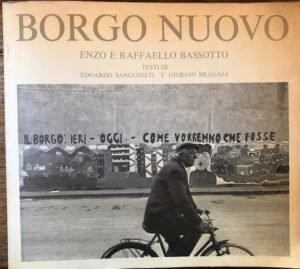 BORGO NUOVO
ENZO E RAFFAELLO BASSOTTO
TESTI DI
EDOARDO SANGUINETI E GIORGIO BRAGAJA
IL BORGO: IERI - OGGI - COME VORREMMO CHE FOSSE